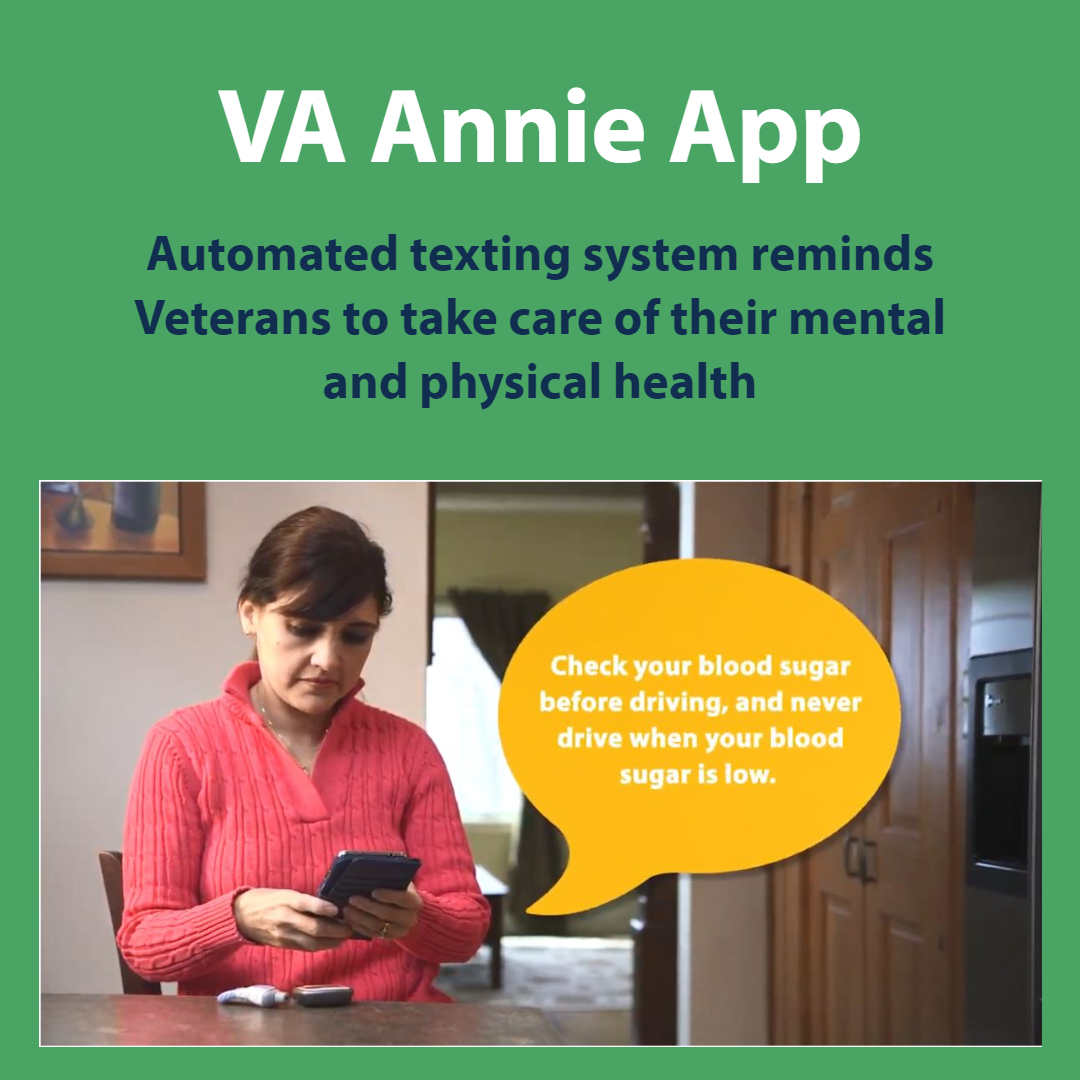 VA Annie App
Automated texting system reminds
Veterans to take care of their mental
and physical health
Check your blood sugar
before driving, and never
drive when your blood
sugar is low.